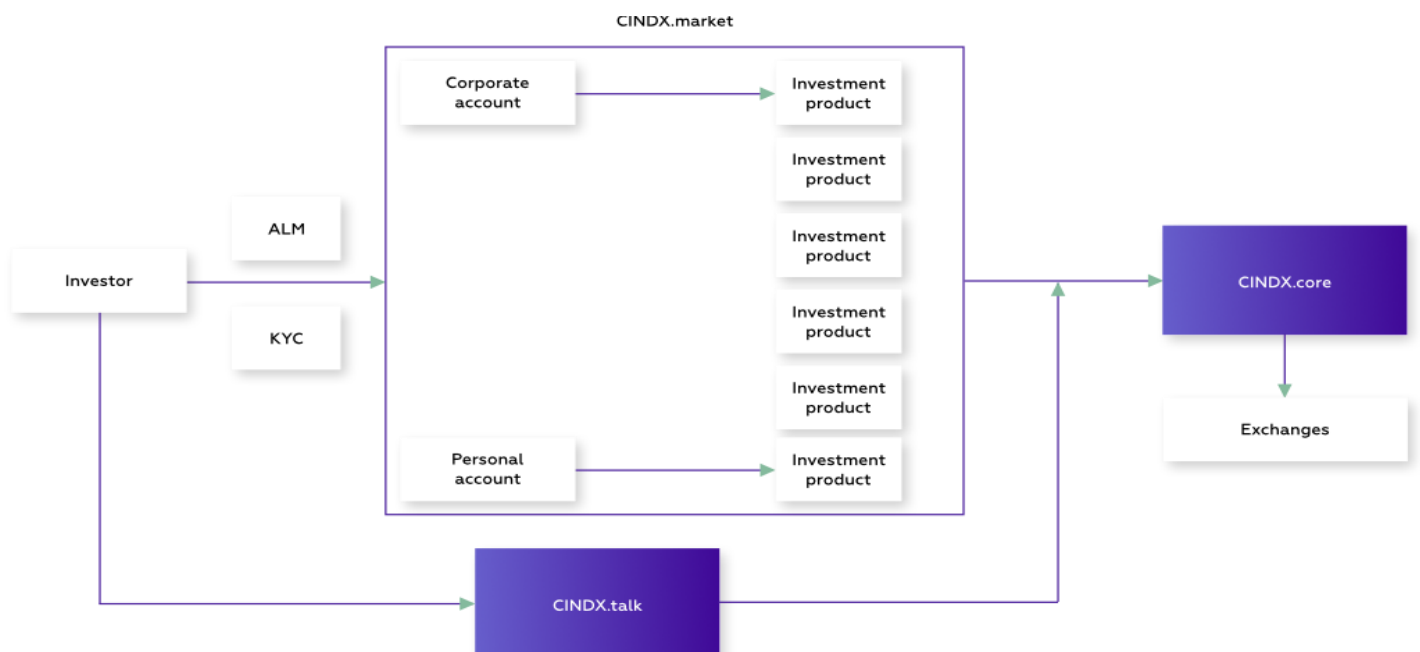 CINDX.market
Corporate
account
Investment
product
Investment
product
ALM
Investment
product
Investor
CINDX.core
KYC
Investment
product
Investment
product
Exchanges
Personal
account
Investment
product
CINDX.talk